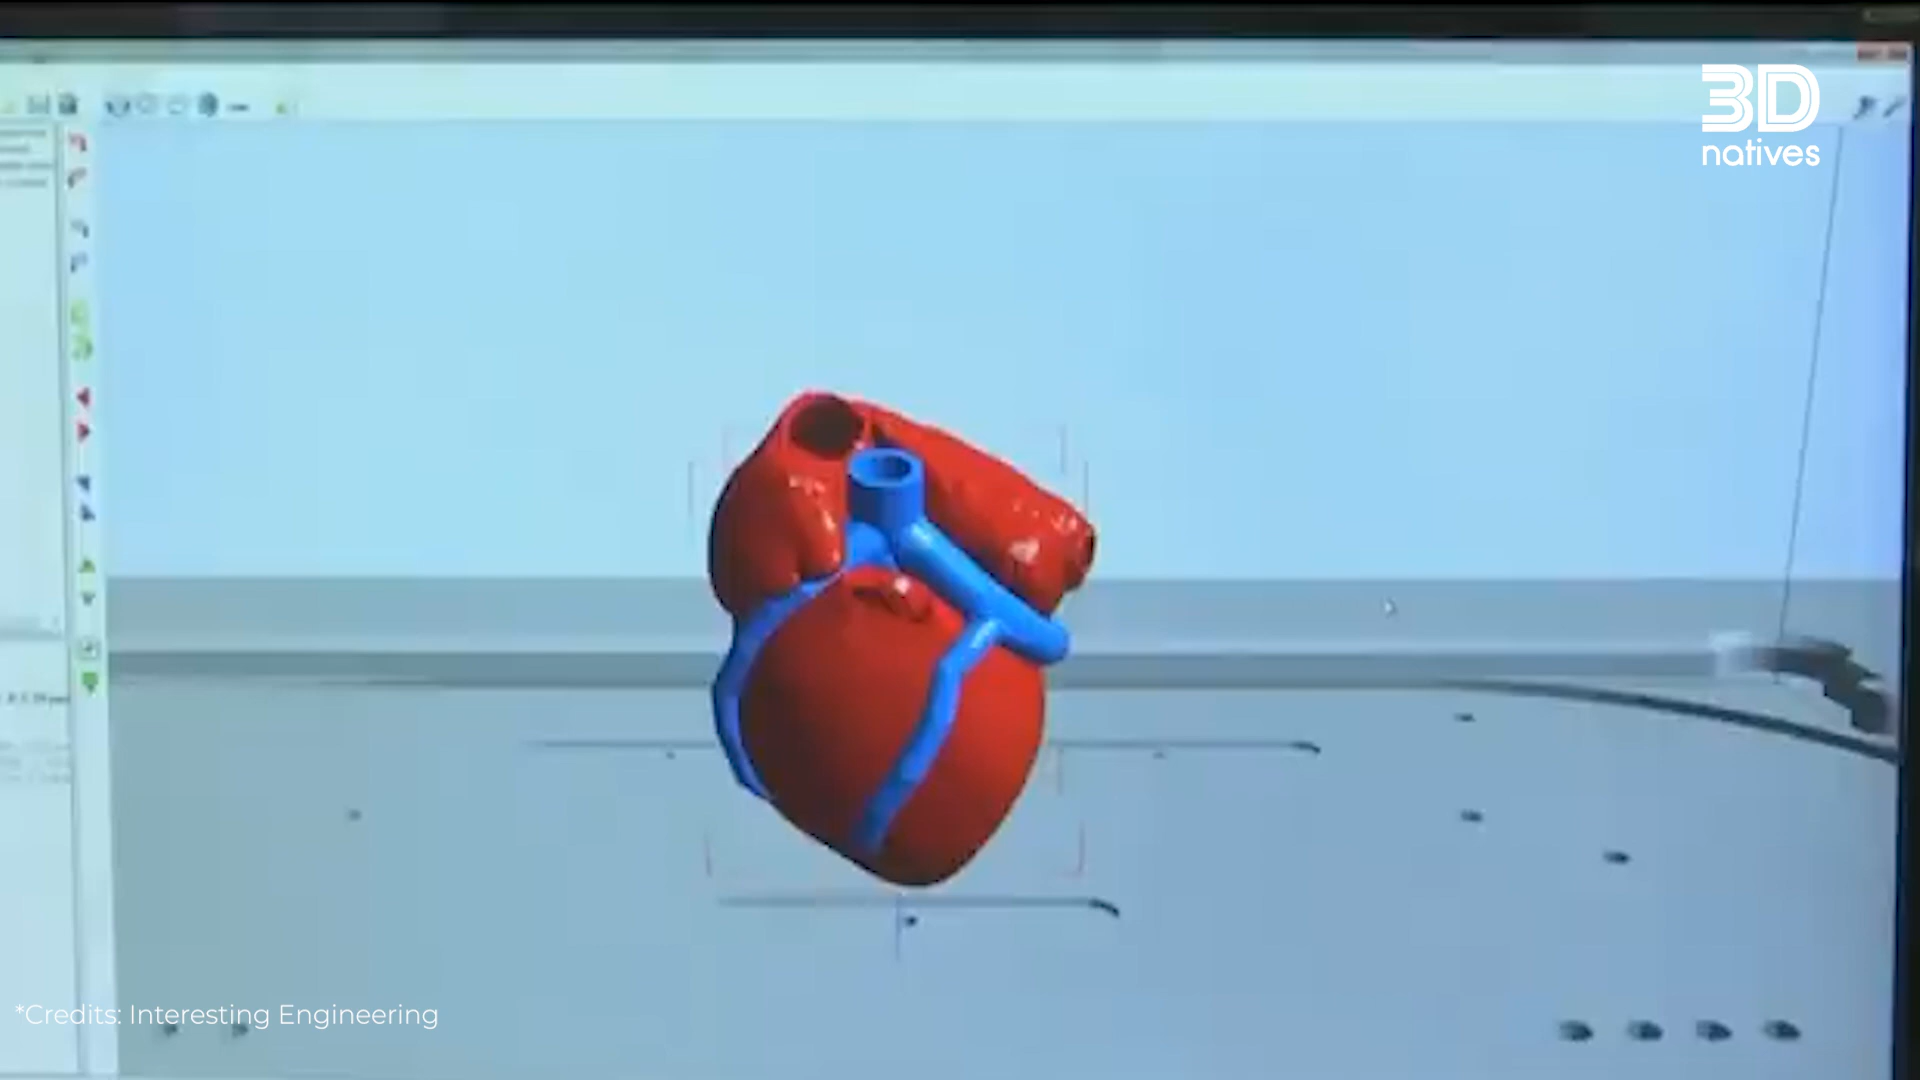 3D
natives
*Credits: Interesting Engineering